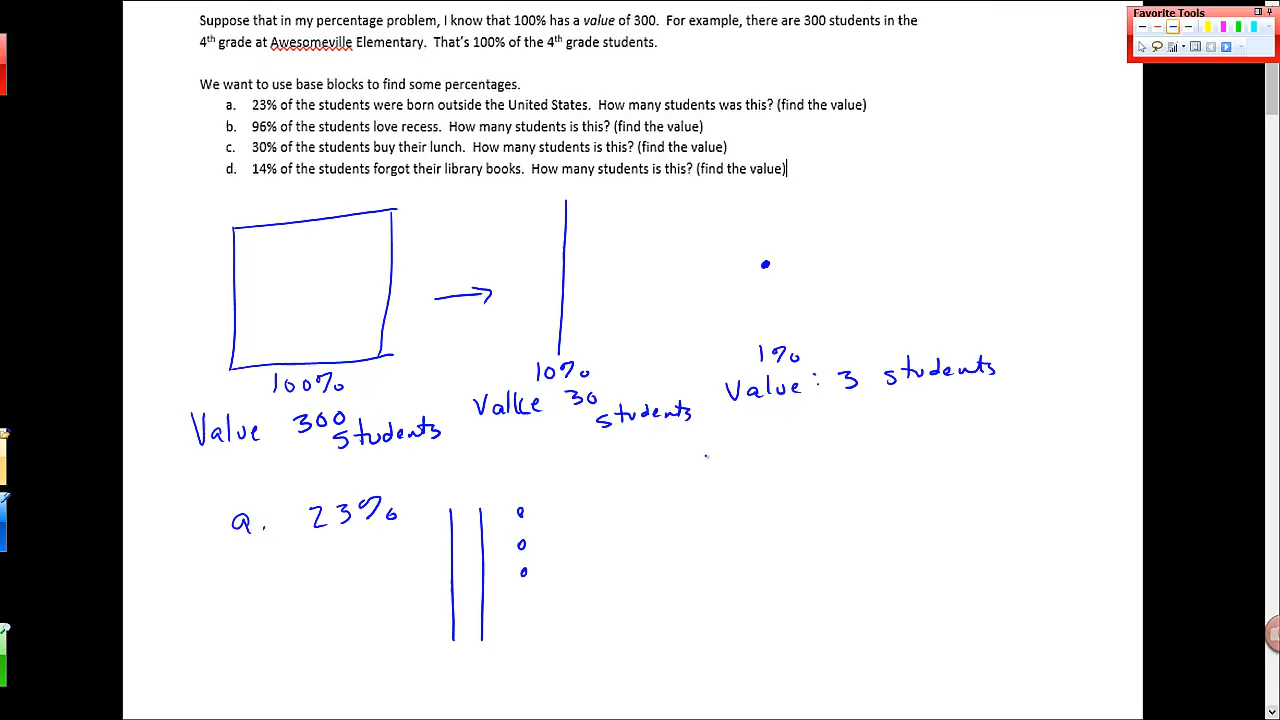 Suppose that in my percentage problem, I know that 100% has a value of 300. For example, there are 300 students in the
4th grade at Awesomeville Elementary. That's 100% of the 4th grade students.
We want to use base blocks to find some percentages.
a. 23% of the students were born outside the United States. How many students was this? (find the value)
b. 96% of the students love recess. How many students is this? (find the value)
c. 30% of the students buy their lunch. How many students is this? (find the value)
d. 14% of the students forgot their library books. How many students is this? (find the value)
100%
Value 300
students
10%
Value 30
students
1%
Value: 3 students
a. 23%
Favorite Tools